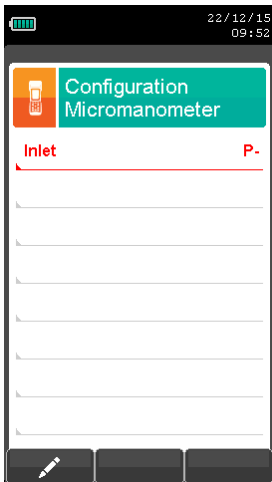 22/12/15
09:52
Configuration
Micromanometer
Inlet P-